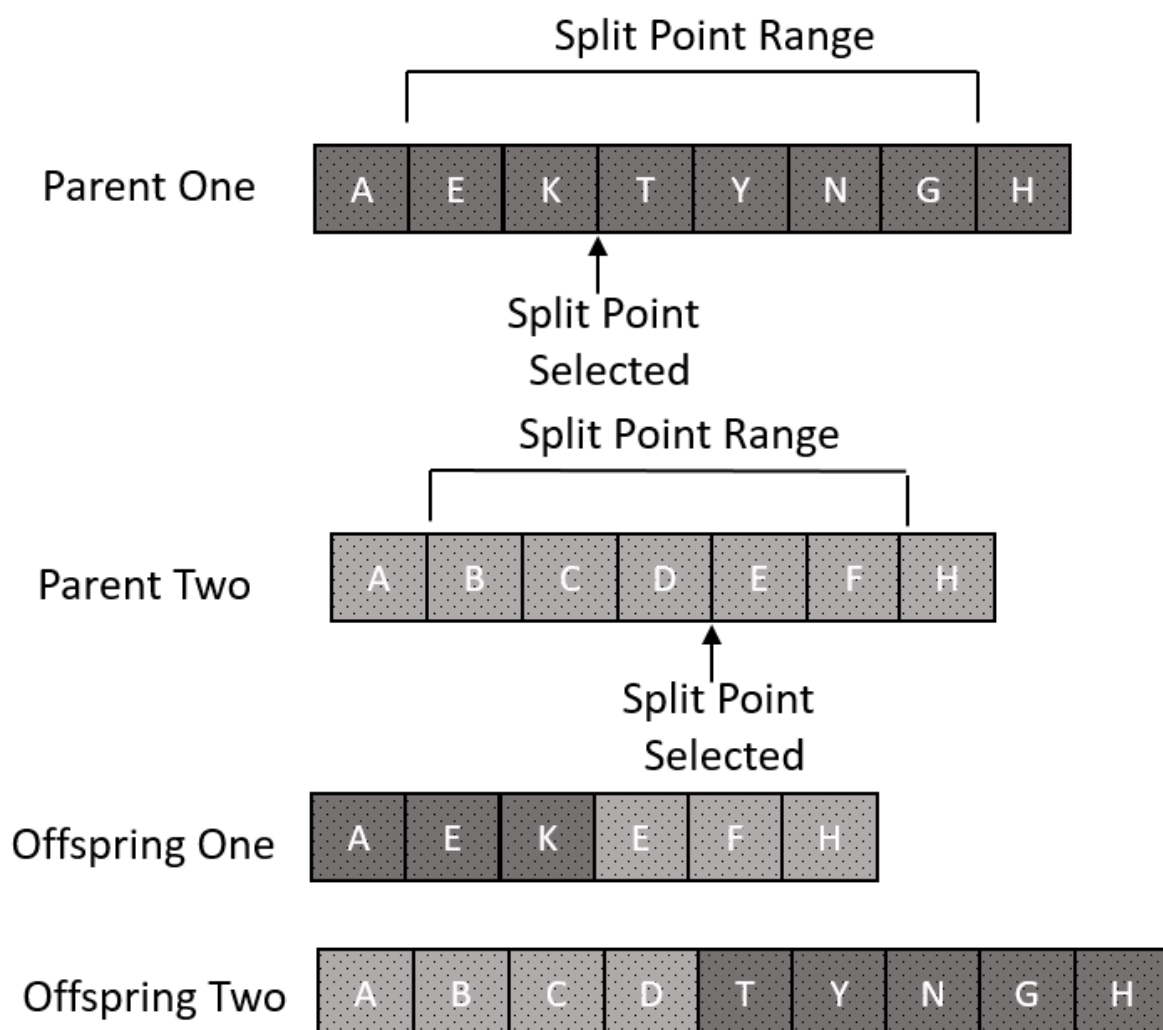 Split Point Range
Parent One
A E K T Y N G H
Split Point
Selected
Split Point Range
Parent Two
A B C D E F H
Split Point
Selected
Offspring One
A E K E F H
Offspring Two
A B C D T Y N G H